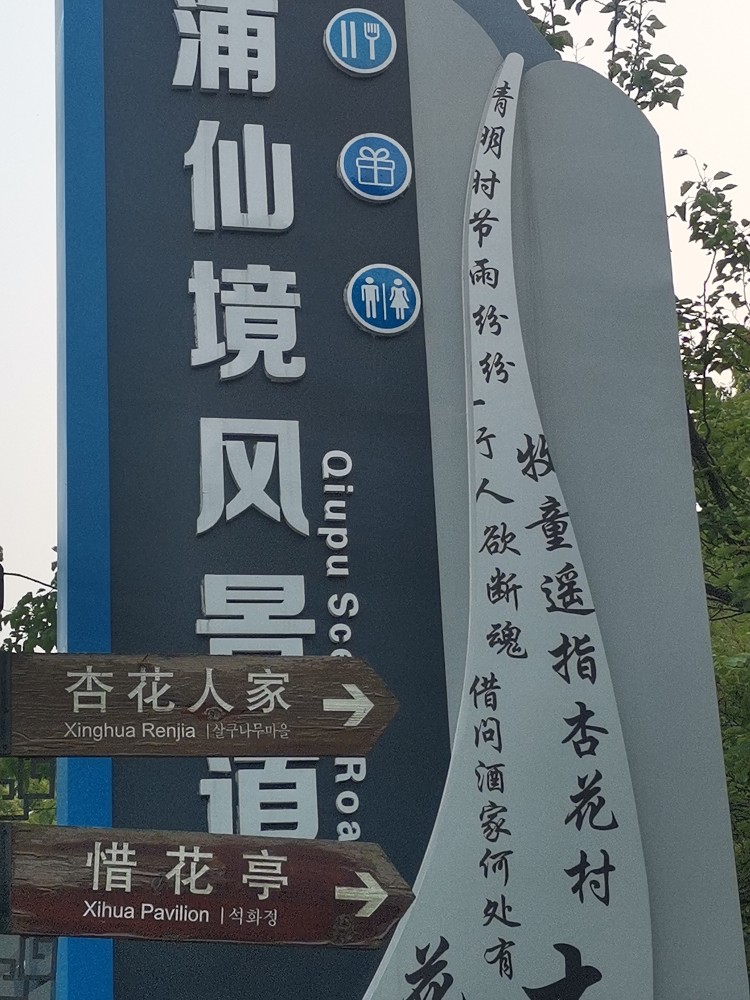 浦仙境风景道
Qiupu
清明时节雨纷纷
行人欲断魂
借问酒家何处有
牧童遥指杏花村
花
杏花人家
Xinghua Renjia | 살구나무마을
惜花亭
Xihua Pavilion | 석화정